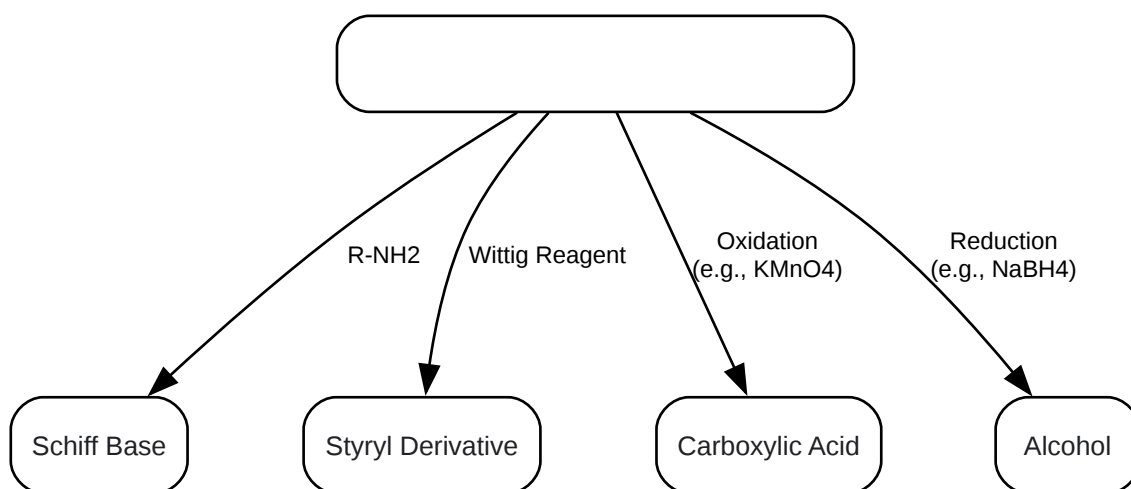 R-NH2
Wittig Reagent
Oxidation
(e.g., KMnO4)
Reduction
(e.g., NaBH4)
Schiff Base
Styryl Derivative
Carboxylic Acid
Alcohol